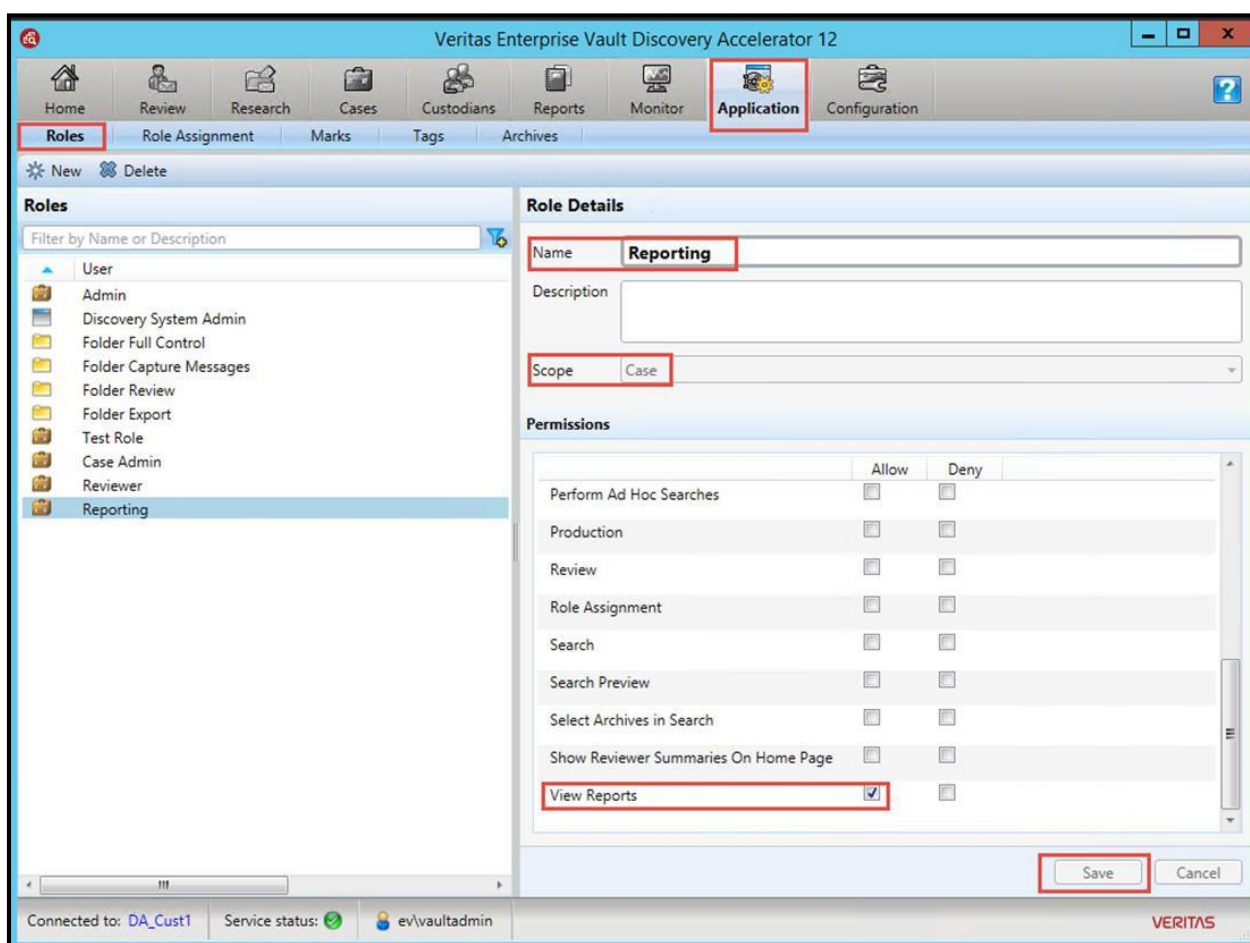 Veritas Enterprise Vault Discovery Accelerator 12
Home Review Research Cases Custodians Reports Monitor Application Configuration
Roles Role Assignment Marks Tags Archives
New Delete
Roles
Filter by Name or Description
User
Admin
Discovery System Admin
Folder Full Control
Folder Capture Messages
Folder Review
Folder Export
Test Role
Case Admin
Reviewer
Reporting
Role Details
Name Reporting
Description
Scope Case
Permissions
Allow Deny
Perform Ad Hoc Searches
Production
Review
Role Assignment
Search
Search Preview
Select Archives in Search
Show Reviewer Summaries On Home Page
View Reports
Save Cancel
Connected to: DA_Cust1 Service status: ev\vaultadmin VERITAS